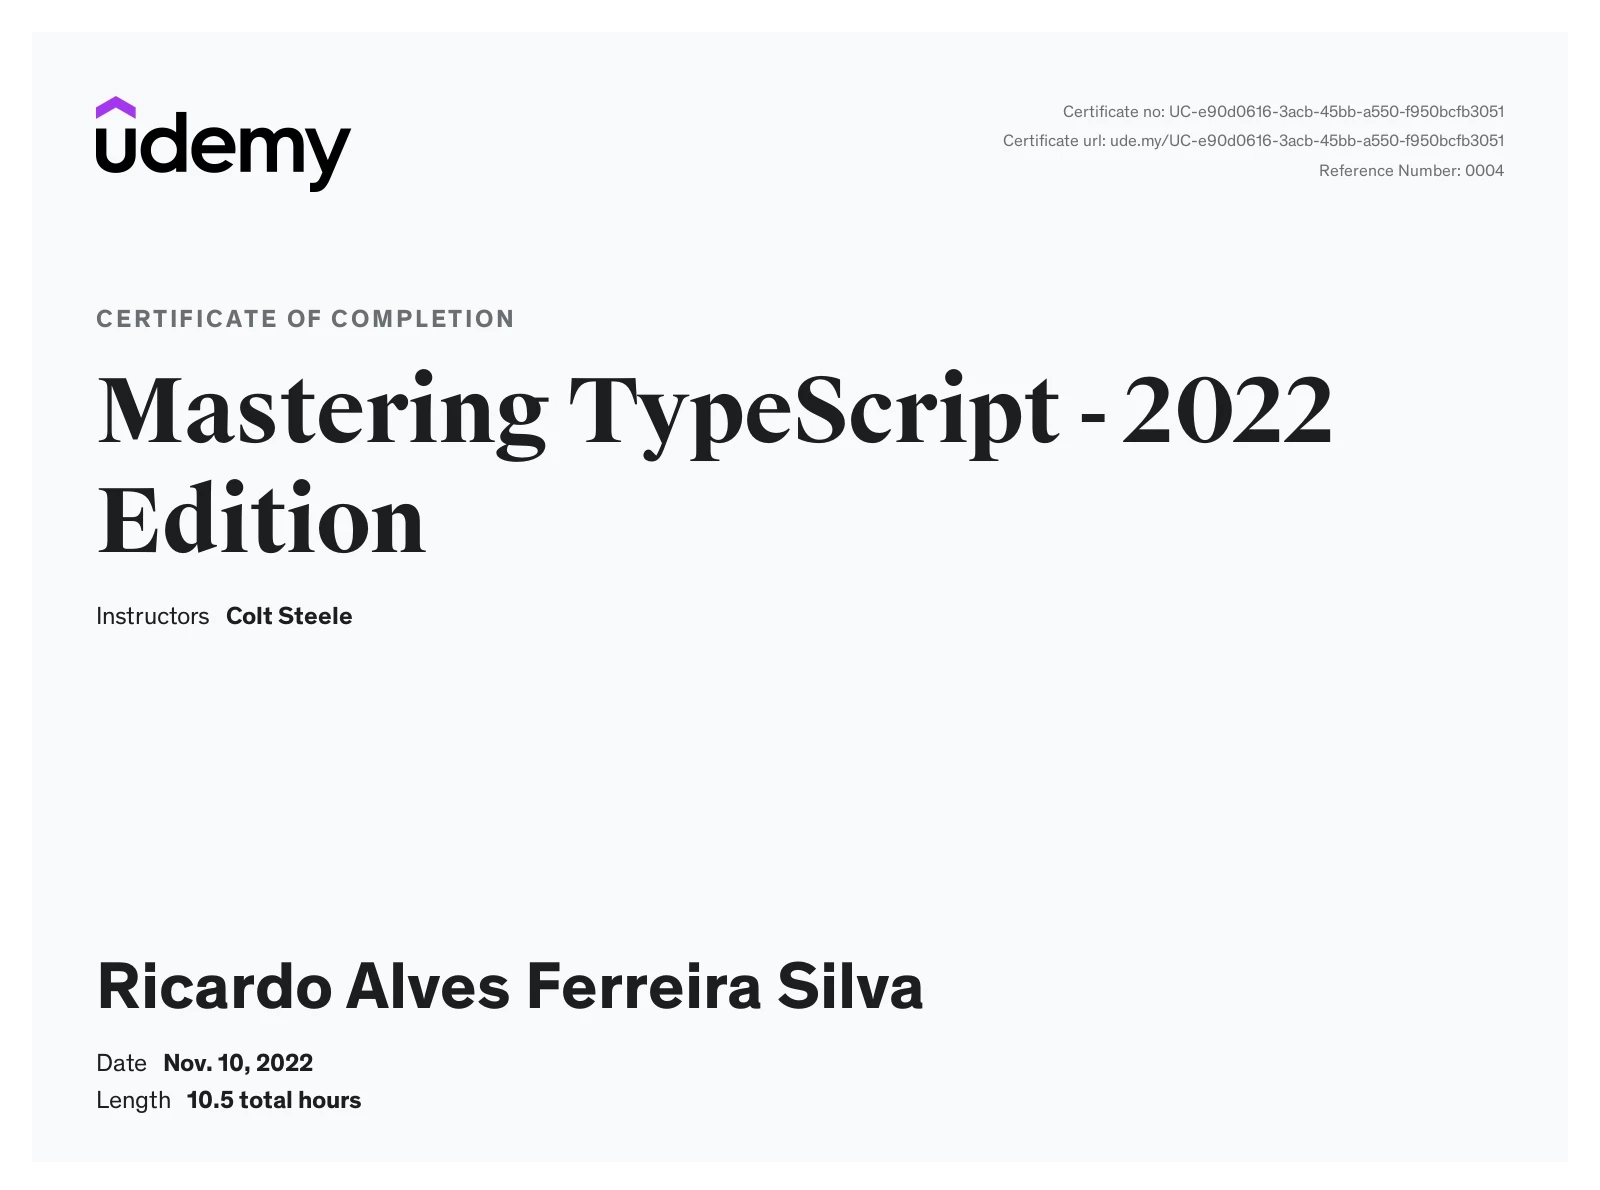 udemy
Certificate no: UC-e90d0616-3acb-45bb-a550-f950bcfb3051
Certificate url: ude.my/UC-e90d0616-3acb-45bb-a550-f950bcfb3051
Reference Number: 0004
CERTIFICATE OF COMPLETION
Mastering TypeScript - 2022
Edition
Instructors Colt Steele
Ricardo Alves Ferreira Silva
Date Nov. 10, 2022
Length 10.5 total hours